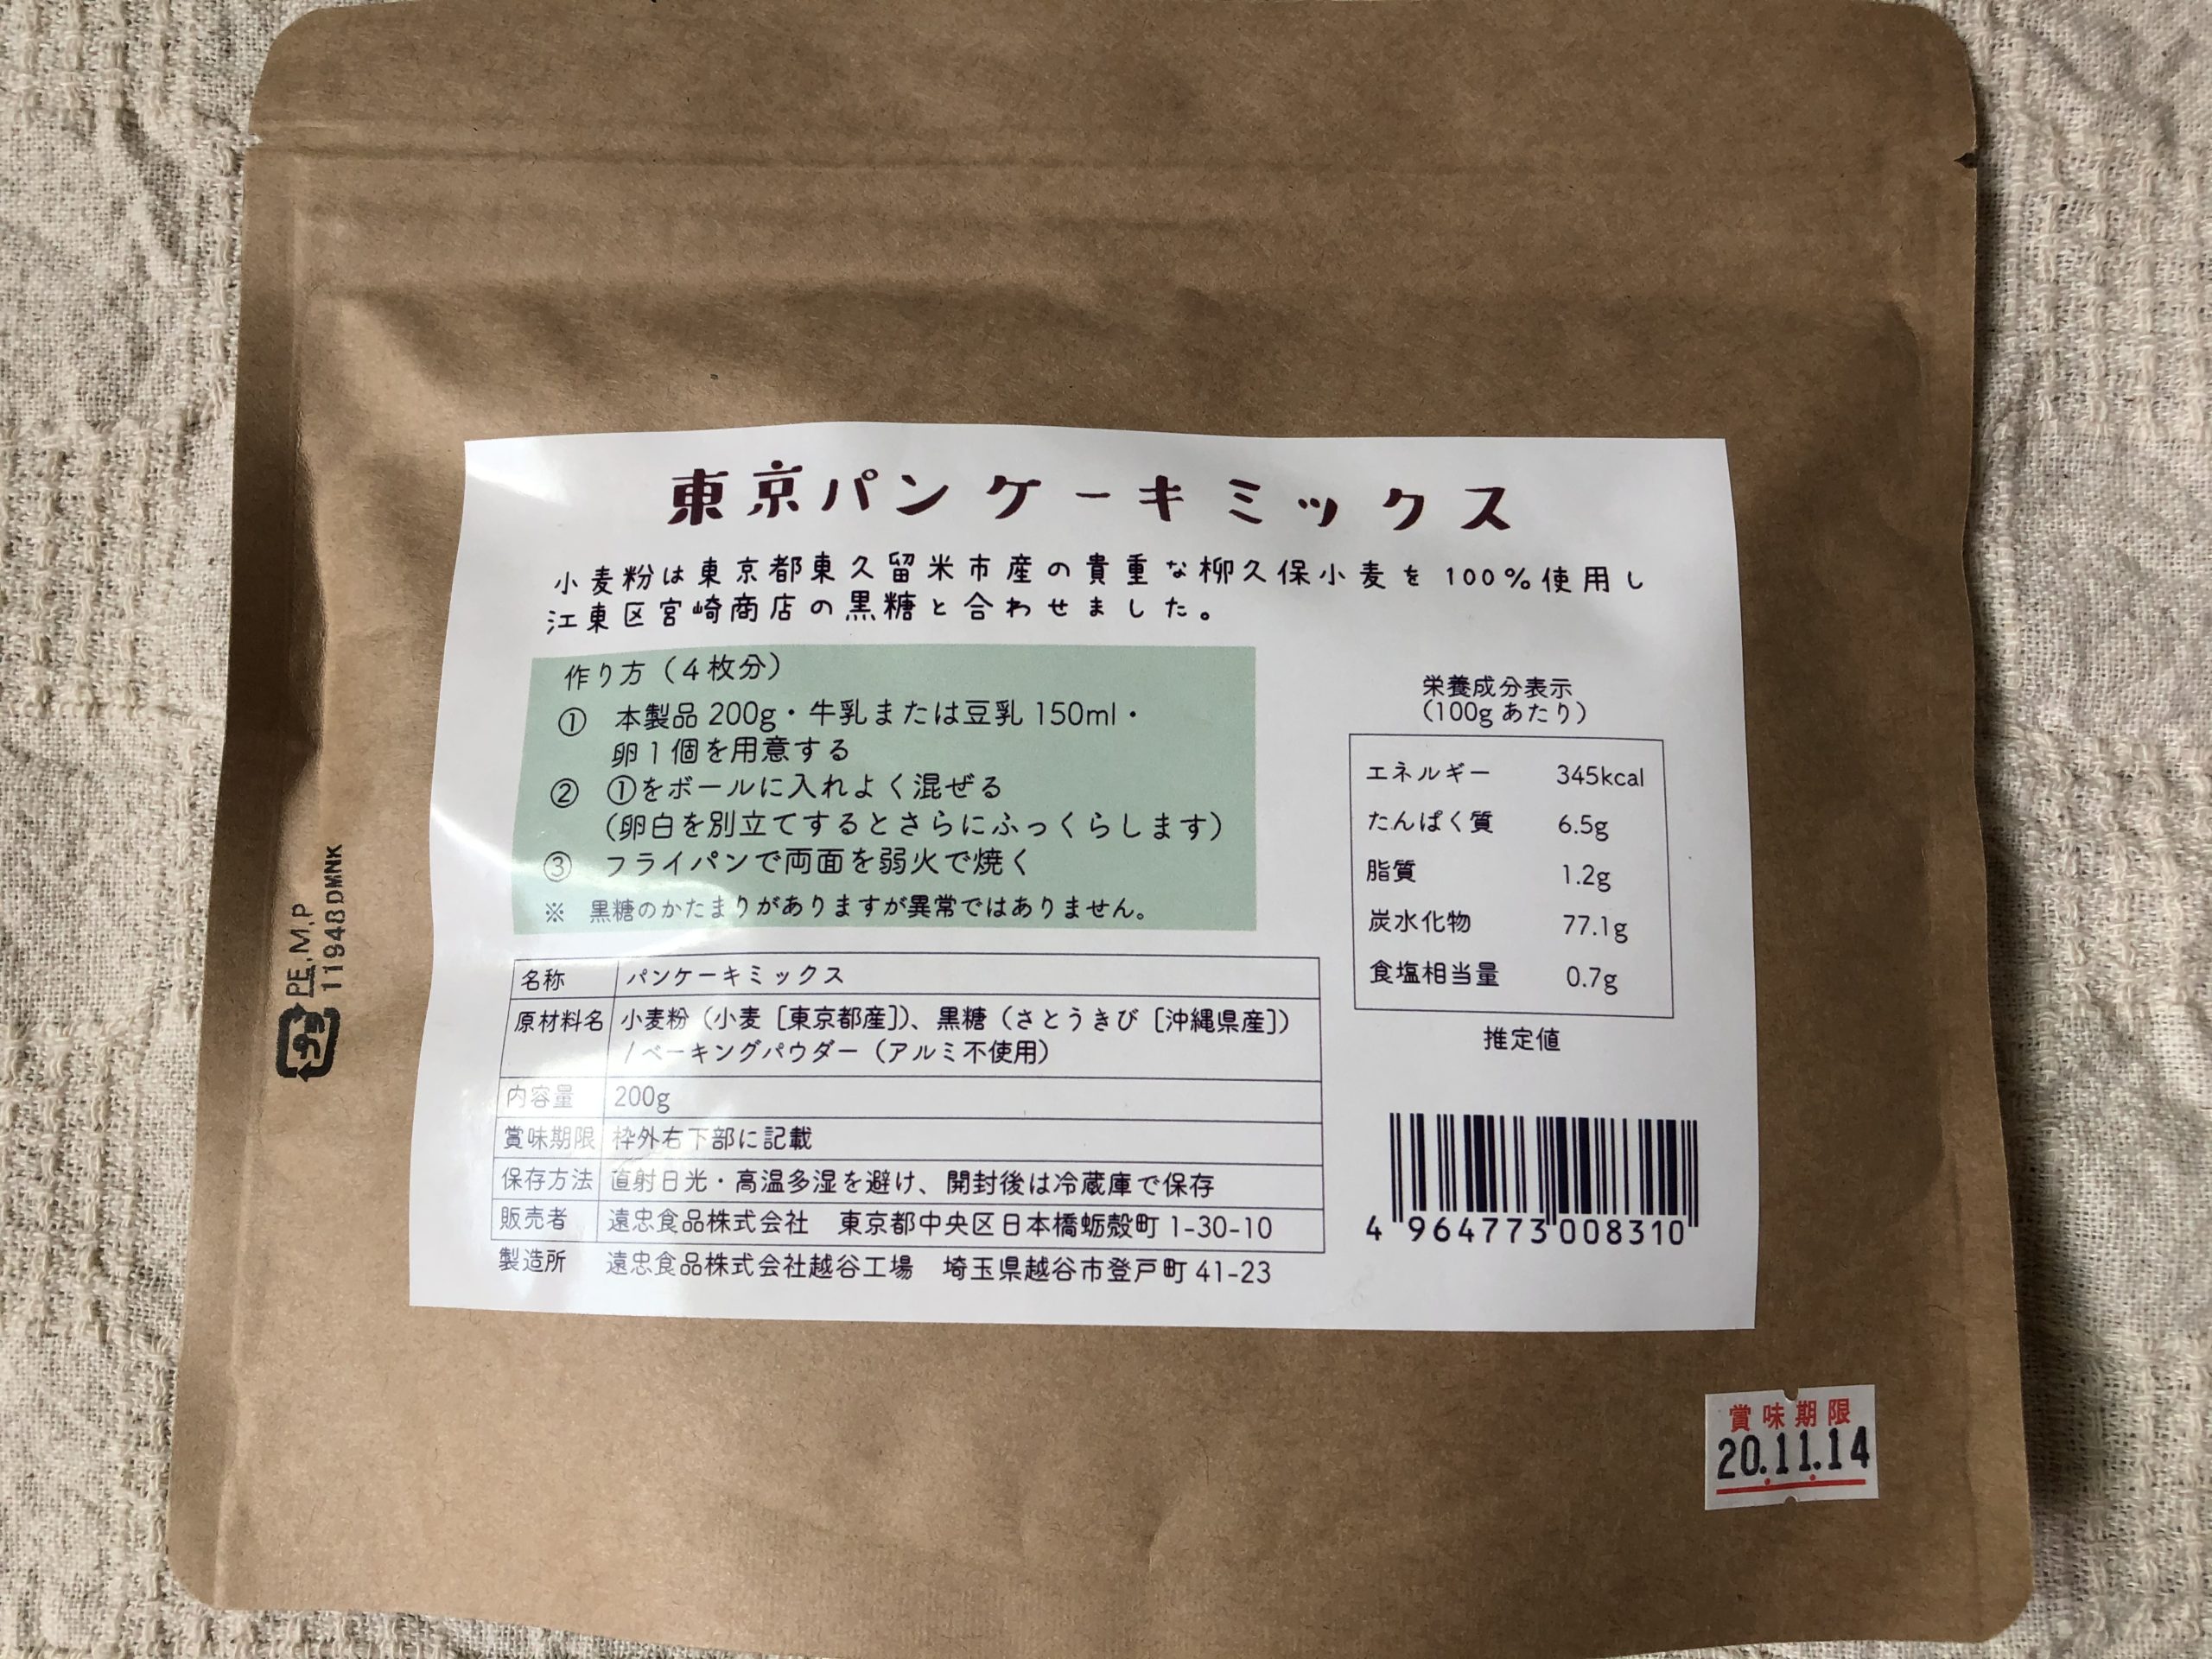 東京パンケーキミックス
小麦粉は東京都東久留米市産の貴重な柳久保小麦を100%使用し
江東区宮崎商店の黒糖と合わせました。
作り方（4枚分）
① 本製品 200g・牛乳または豆乳 150ml・
卵1個を用意する
② ①をボールに入れよく混ぜる
（卵白を別立てするとさらにふっくらします）
③ フライパンで両面を弱火で焼く
※ 黒糖のかたまりがありますが異常ではありません。
栄養成分表示
（100gあたり）
エネルギー 345kcal
たんぱく質 6.5g
脂質 1.2g
炭水化物 77.1g
食塩相当量 0.7g
推定値
名称 パンケーキミックス
原材料名 小麦粉（小麦［東京都産］）、黒糖（さとうきび［沖縄県産］）
/ベーキングパウダー（アルミ不使用）
内容量 200g
賞味期限 枠外右下部に記載
保存方法 直射日光・高温多湿を避け、開封後は冷蔵庫で保存
販売者 遠忠食品株式会社 東京都中央区日本橋蛎殻町 1-30-10
製造所 遠忠食品株式会社越谷工場 埼玉県越谷市登戸町 41-23
4 964773 008310
プラ PE,M,P
11948DMNK
賞味期限
20.11.14